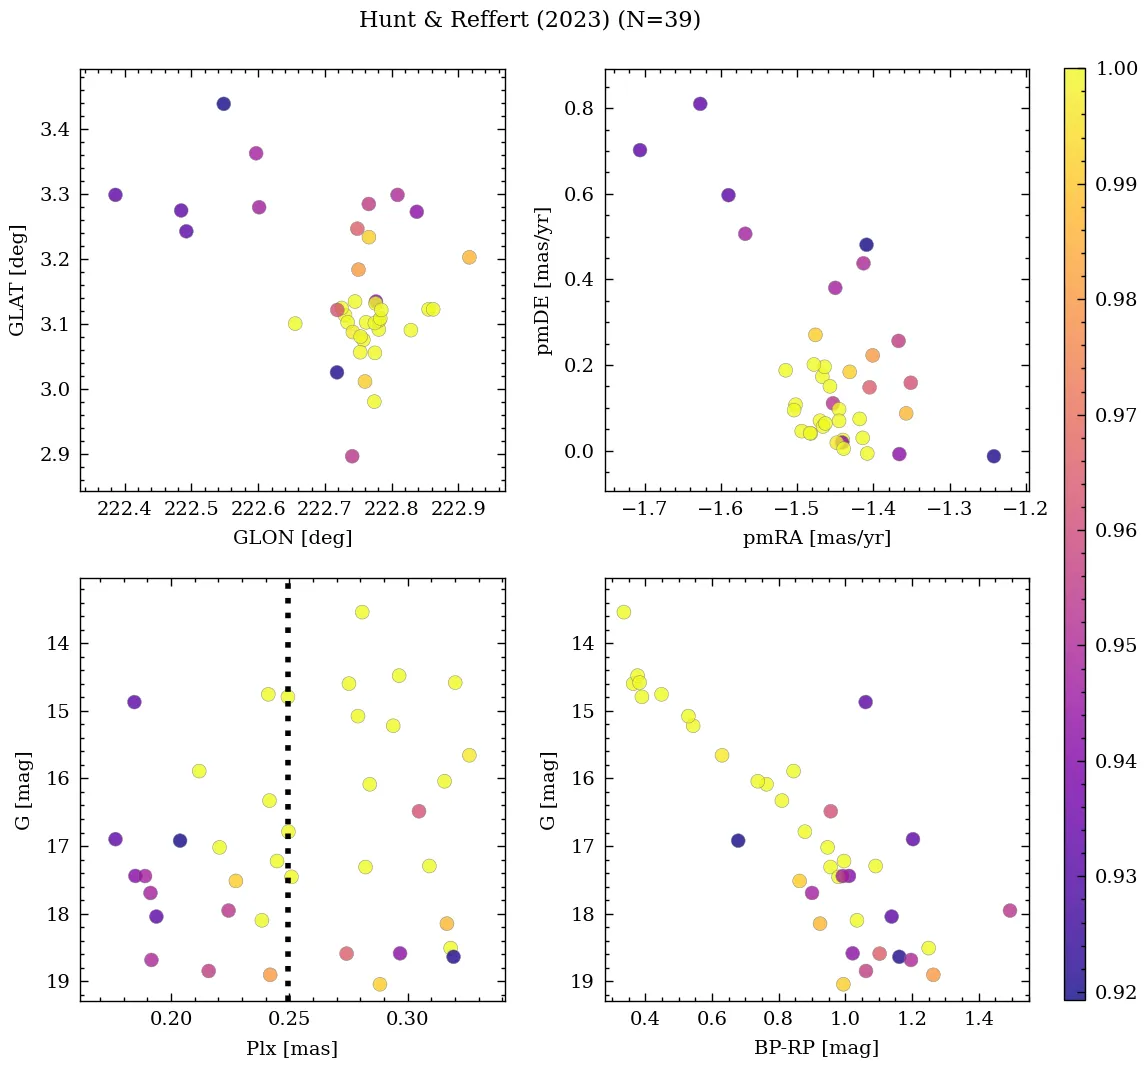 Hunt & Reffert (2023) (N=39)
3.4
3.3
3.2
3.1
3.0
2.9
GLAT [deg]
222.4 222.5 222.6 222.7 222.8 222.9
GLON [deg]
0.8
0.6
0.4
0.2
0.0
pmDE [mas/yr]
−1.7 −1.6 −1.5 −1.4 −1.3 −1.2
pmRA [mas/yr]
14
15
16
17
18
19
G [mag]
0.20 0.25 0.30
Plx [mas]
14
15
16
17
18
19
G [mag]
0.4 0.6 0.8 1.0 1.2 1.4
BP-RP [mag]
1.00
0.99
0.98
0.97
0.96
0.95
0.94
0.93
0.92